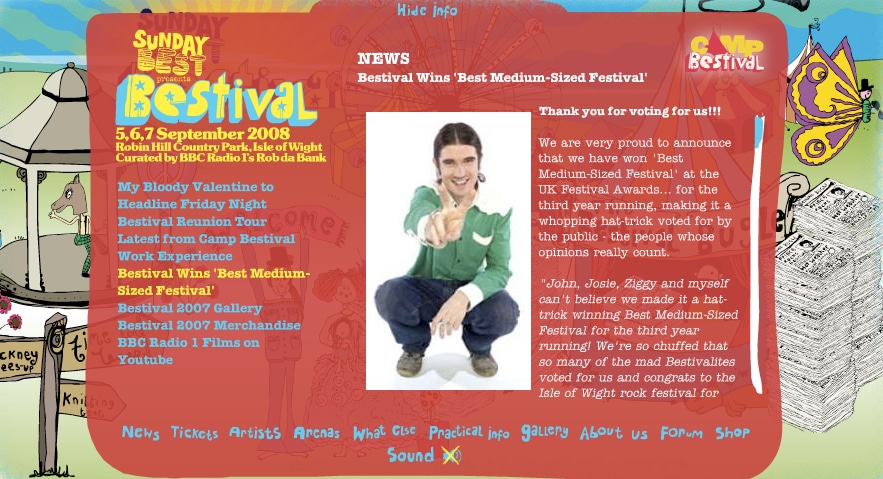 Hide info
SUNDAY
BEST
presents
Bestival
5,6,7 September 2008
Robin Hill Country Park, Isle of Wight
Curated by BBC Radio 1's Rob da Bank
My Bloody Valentine to
Headline Friday Night
Bestival Reunion Tour
Latest from Camp Bestival
Work Experience
Bestival Wins 'Best Medium-
Sized Festival'
Bestival 2007 Gallery
Bestival 2007 Merchandise
BBC Radio 1 Films on
Youtube
NEWS
Bestival Wins 'Best Medium-Sized Festival'
CAMP
Bestival
Thank you for voting for us!!!
We are very proud to announce
that we have won 'Best
Medium-Sized Festival' at the
UK Festival Awards... for the
third year running, making it a
whopping hat-trick voted for by
the public - the people whose
opinions really count.
"John, Josie, Ziggy and myself
can't believe we made it a hat-
trick winning Best Medium-Sized
Festival for the third year
running! We're so chuffed that
so many of the mad Bestivalites
voted for us and congrats to the
Isle of Wight rock festival for
News Tickets Artists Arenas What Else Practical info Gallery About us Forum Shop
Sound